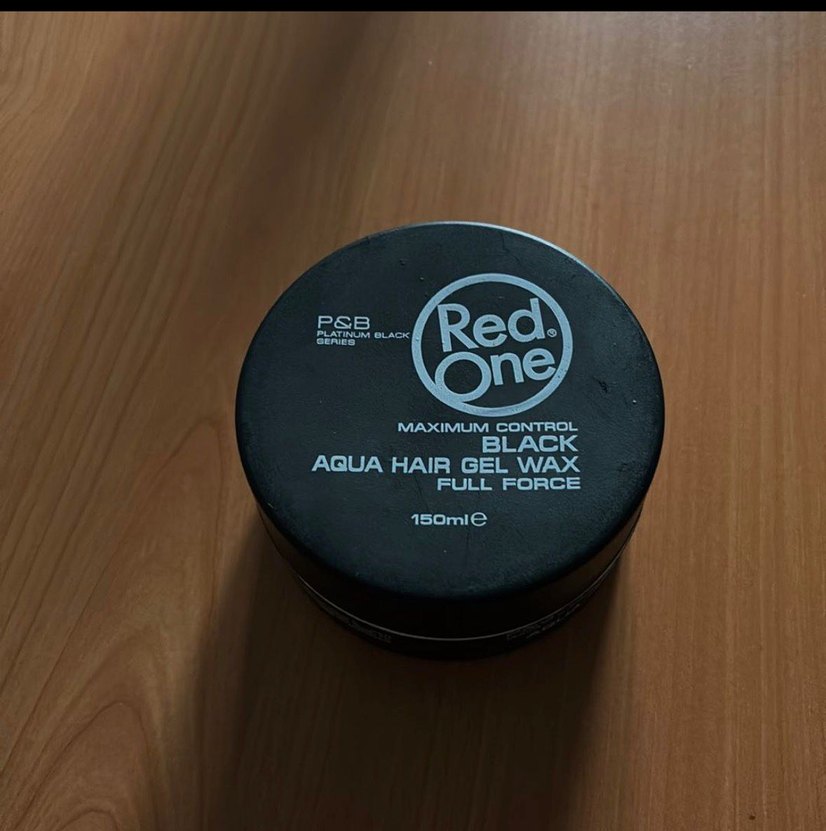 P&B
PLATINUM BLACK
SERIES
Red®
One
MAXIMUM CONTROL
BLACK
AQUA HAIR GEL WAX
FULL FORCE
150ml℮